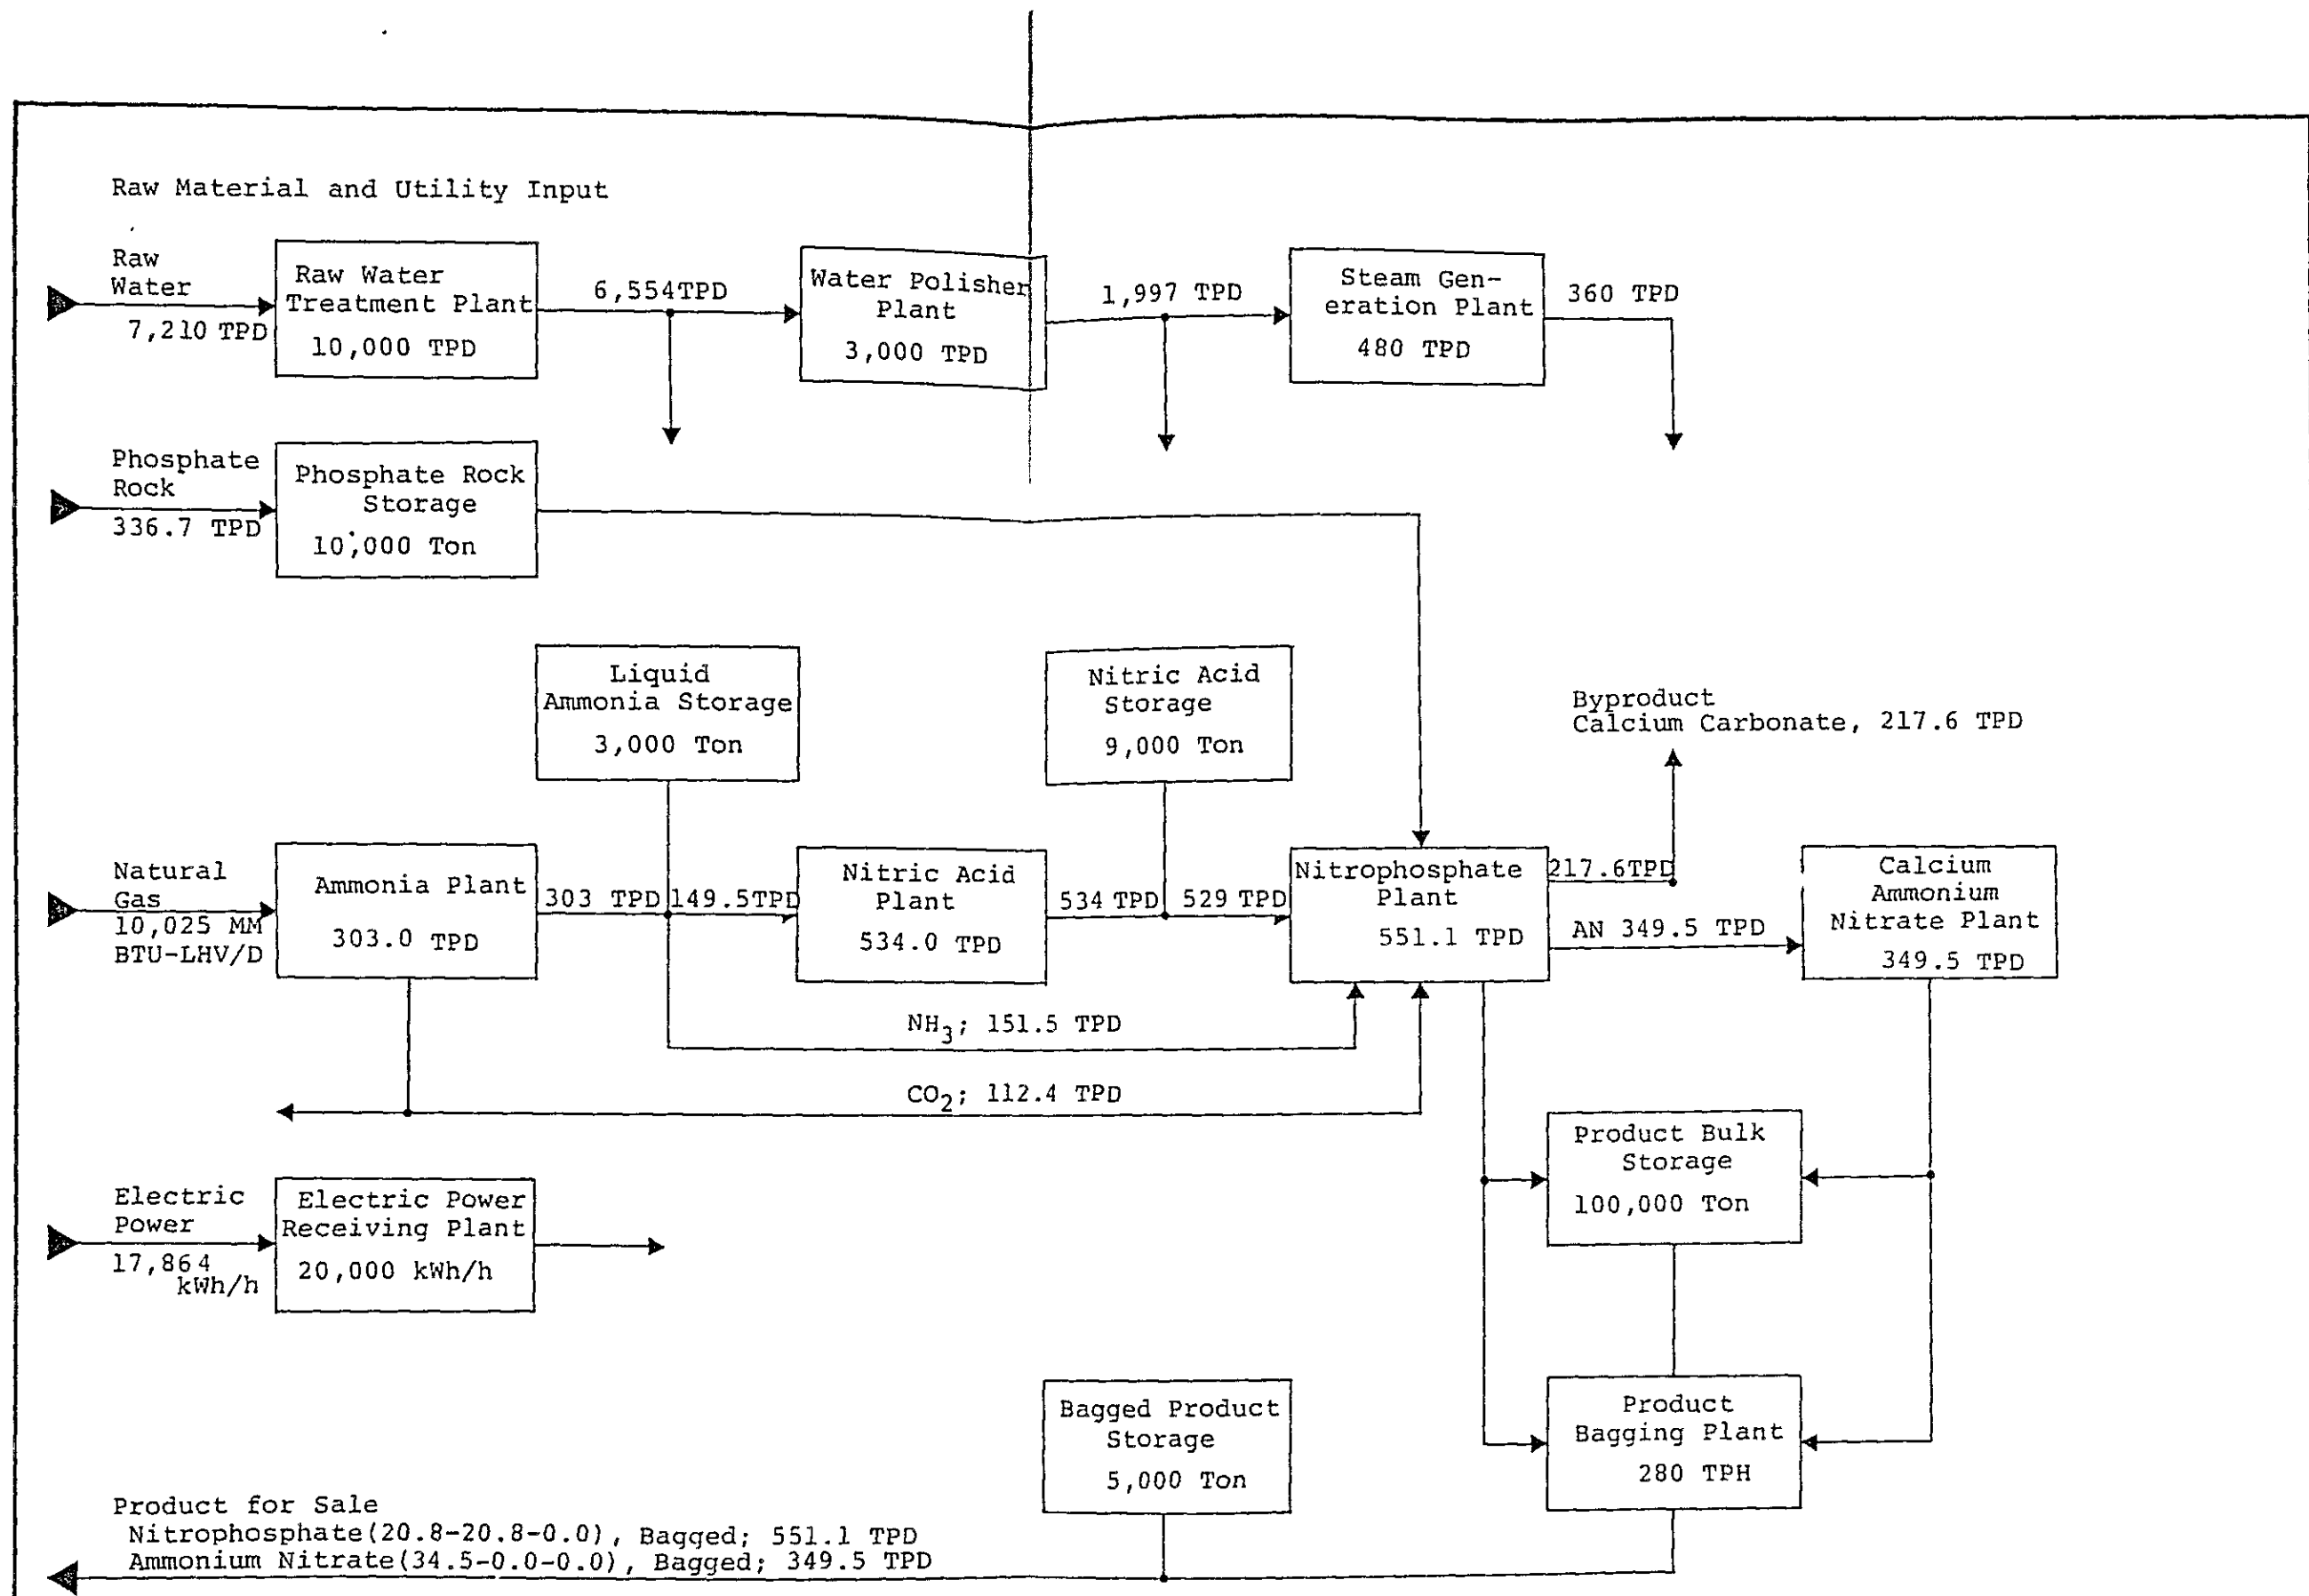 Raw Material and Utility Input
Raw
Water
7,210 TPD
Raw Water
Treatment Plant
10,000 TPD
6,554TPD
Water Polisher
Plant
3,000 TPD
1,997 TPD
Steam Gen-
eration Plant
480 TPD
360 TPD
Phosphate
Rock
336.7 TPD
Phosphate Rock
Storage
10,000 Ton
Liquid
Ammonia Storage
3,000 Ton
Nitric Acid
Storage
9,000 Ton
Byproduct
Calcium Carbonate, 217.6 TPD
Natural
Gas
10,025 MM
BTU-LHV/D
Ammonia Plant
303.0 TPD
303 TPD
149.5TPD
Nitric Acid
Plant
534.0 TPD
534 TPD
529 TPD
Nitrophosphate
Plant
551.1 TPD
217.6TPD
AN 349.5 TPD
Calcium
Ammonium
Nitrate Plant
349.5 TPD
NH3; 151.5 TPD
CO2; 112.4 TPD
Electric
Power
17,864
kWh/h
Electric Power
Receiving Plant
20,000 kWh/h
Product Bulk
Storage
100,000 Ton
Bagged Product
Storage
5,000 Ton
Product
Bagging Plant
280 TPH
Product for Sale
Nitrophosphate(20.8-20.8-0.0), Bagged; 551.1 TPD
Ammonium Nitrate(34.5-0.0-0.0), Bagged; 349.5 TPD